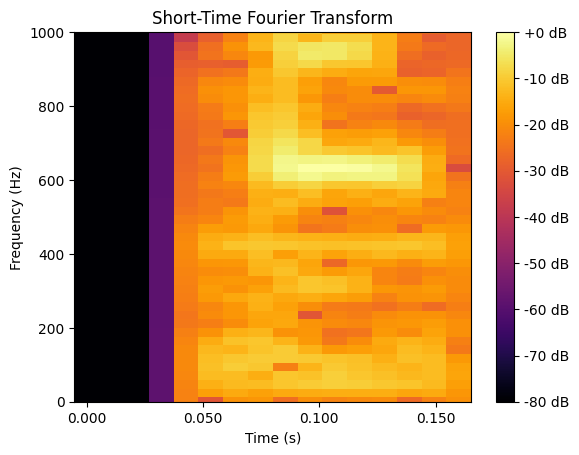 Short-Time Fourier Transform
1000
800
600
400
200
0
Frequency (Hz)
0.000
0.050
0.100
0.150
Time (s)
+0 dB
-10 dB
-20 dB
-30 dB
-40 dB
-50 dB
-60 dB
-70 dB
-80 dB